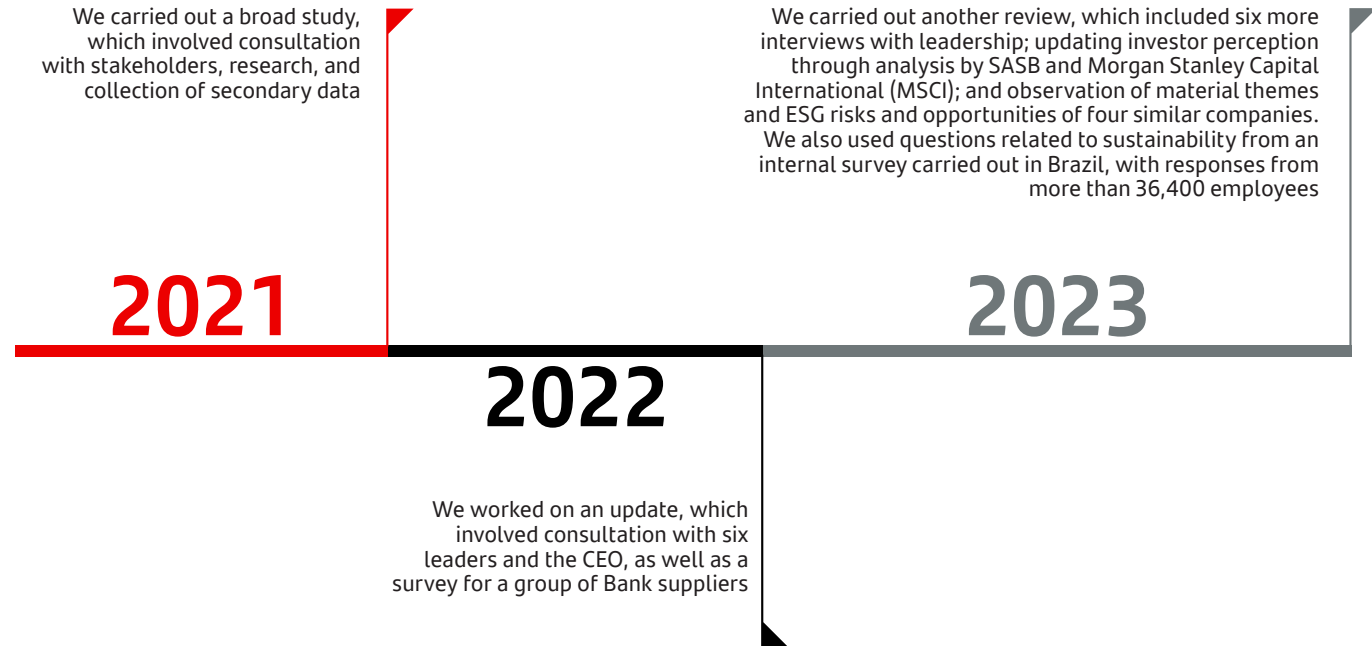 We carried out a broad study,
which involved consultation
with stakeholders, research, and
collection of secondary data
2021
We worked on an update, which
involved consultation with six
leaders and the CEO, as well as a
survey for a group of Bank suppliers
2022
We carried out another review, which included six more
interviews with leadership; updating investor perception
through analysis by SASB and Morgan Stanley Capital
International (MSCI); and observation of material themes
and ESG risks and opportunities of four similar companies.
We also used questions related to sustainability from an
internal survey carried out in Brazil, with responses from
more than 36,400 employees
2023